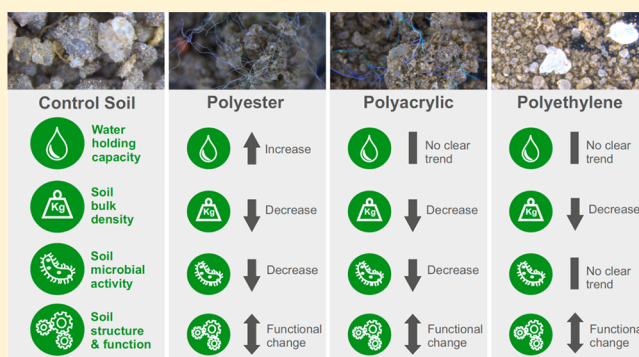 Control Soil
Water
holding
capacity
Soil
bulk
density
Kg
Soil
microbial
activity
Soil
structure
& function
Polyester
Increase
Kg
Decrease
Decrease
Functional
change
Polyacrylic
No clear
trend
Kg
Decrease
Decrease
Functional
change
Polyethylene
No clear
trend
Kg
Decrease
No clear
trend
Functional
change